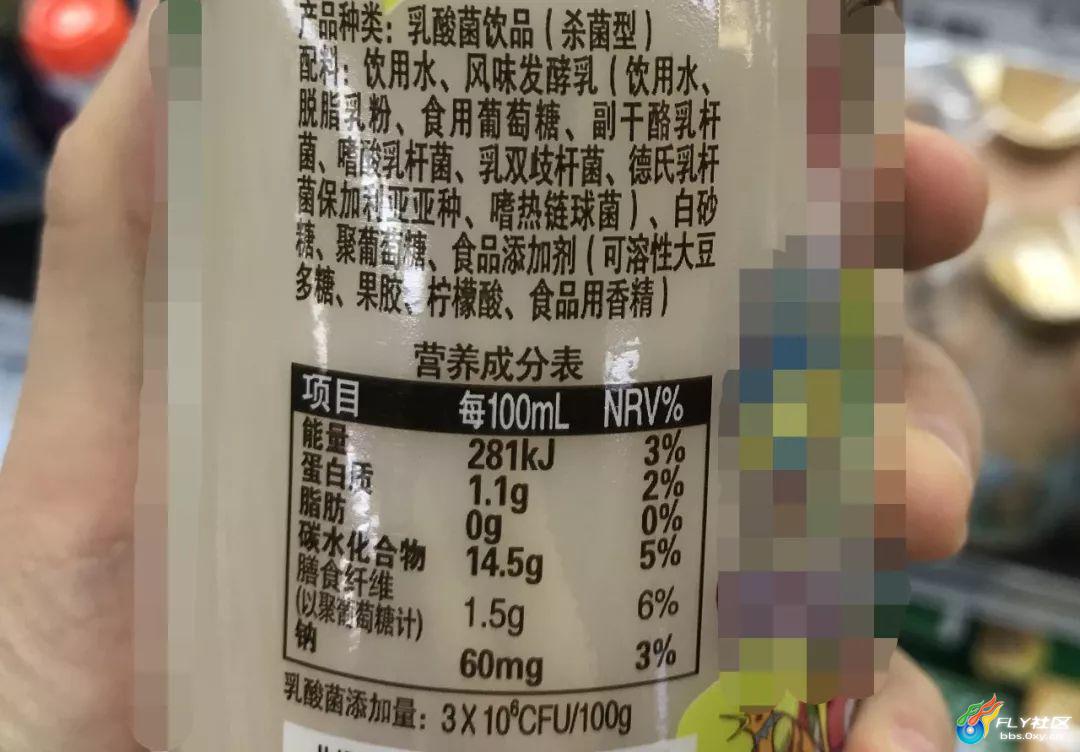 产品种类：乳酸菌饮品（杀菌型）
配料：饮用水、风味发酵乳（饮用水、
脱脂乳粉、食用葡萄糖、副干酪乳杆
菌、嗜酸乳杆菌、乳双歧杆菌、德氏乳杆
菌保加利亚亚种、嗜热链球菌）、白砂
糖、聚葡萄糖、食品添加剂（可溶性大豆
多糖、果胶、柠檬酸、食品用香精）
营养成分表
项目 每100mL NRV%
能量 281kJ 3%
蛋白质 1.1g 2%
脂肪 0g 0%
碳水化合物 14.5g 5%
膳食纤维
(以聚葡萄糖计) 1.5g 6%
钠 60mg 3%
乳酸菌添加量：3X10⁶CFU/100g
FLY社区
bbs.0xy.cn